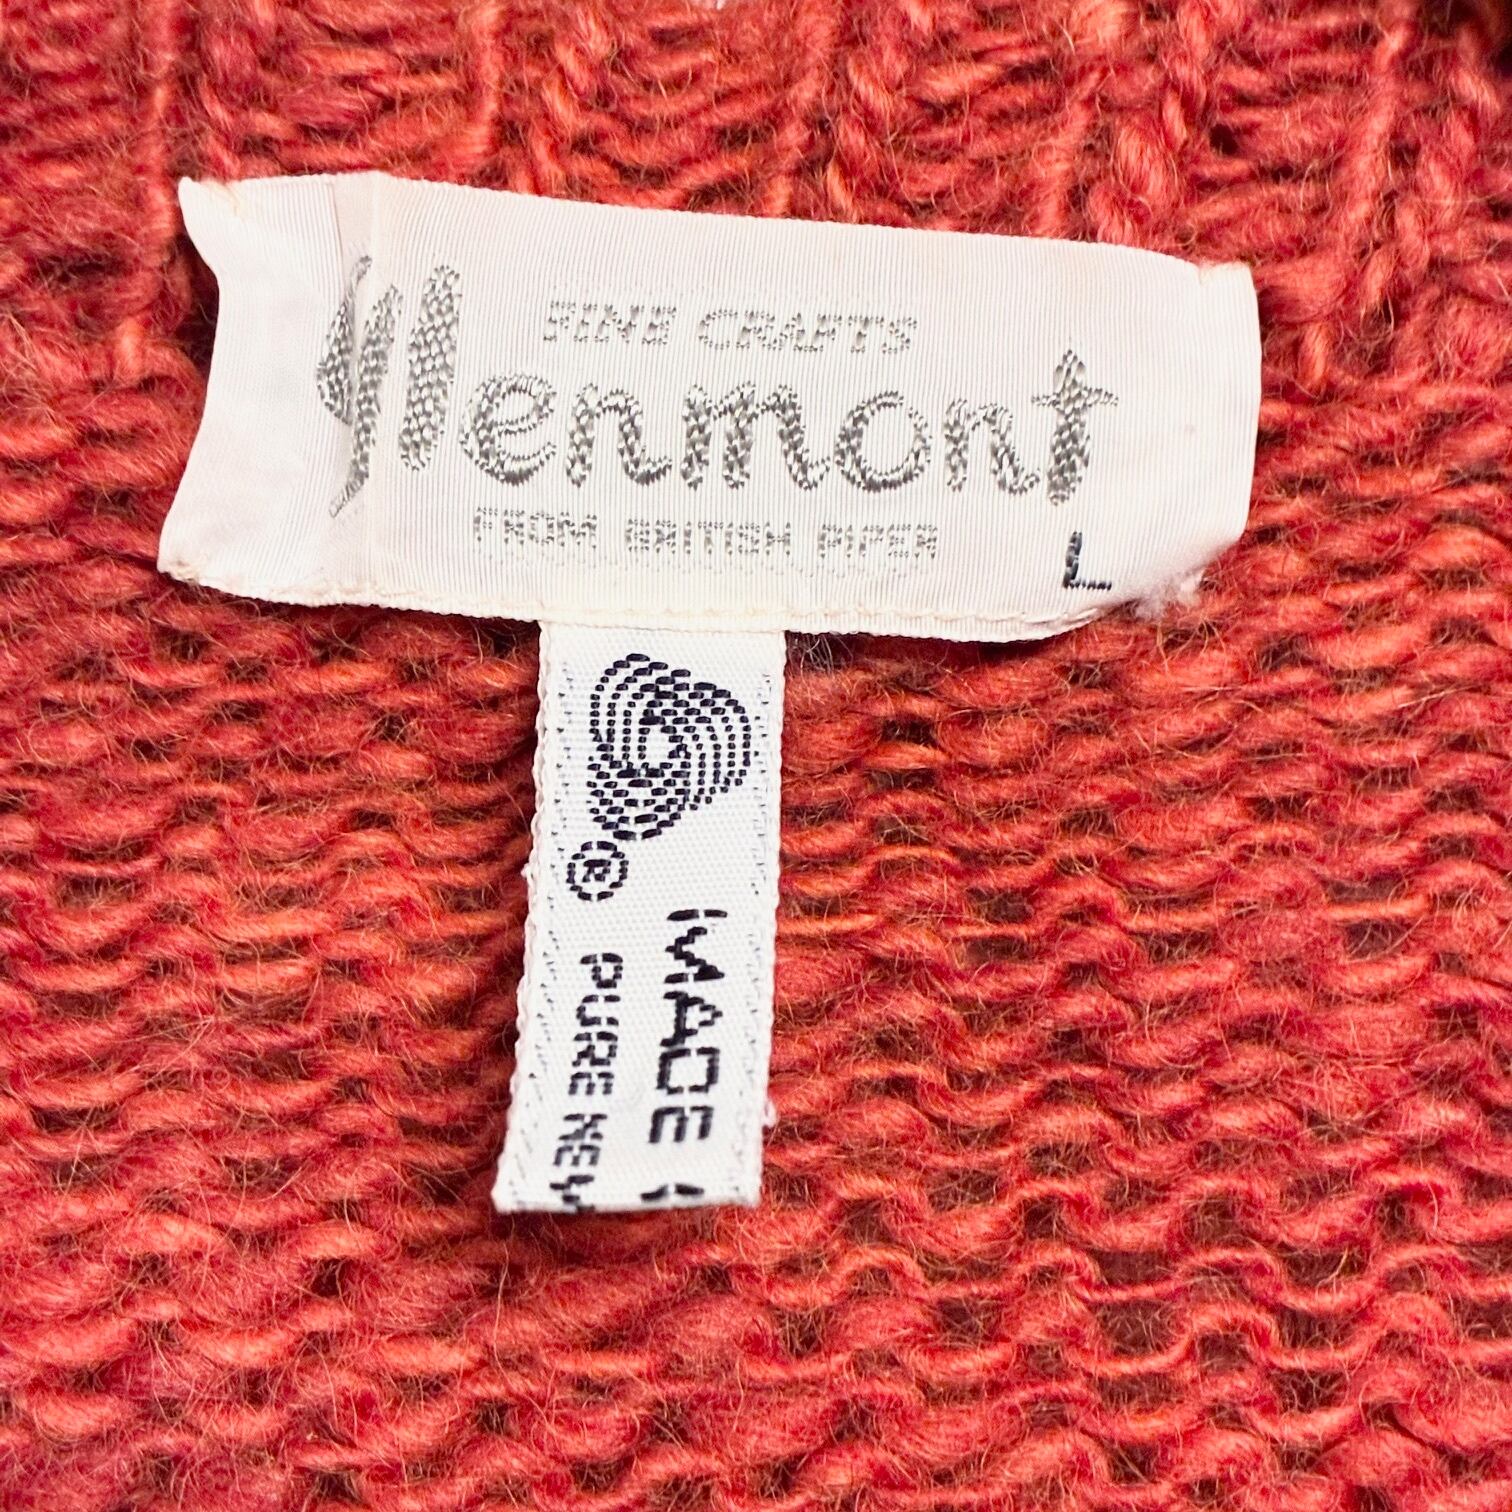 FINE CRAFTS
Glenmont
FROM BRITISH PIPER
L
®
MADE
PURE NEW